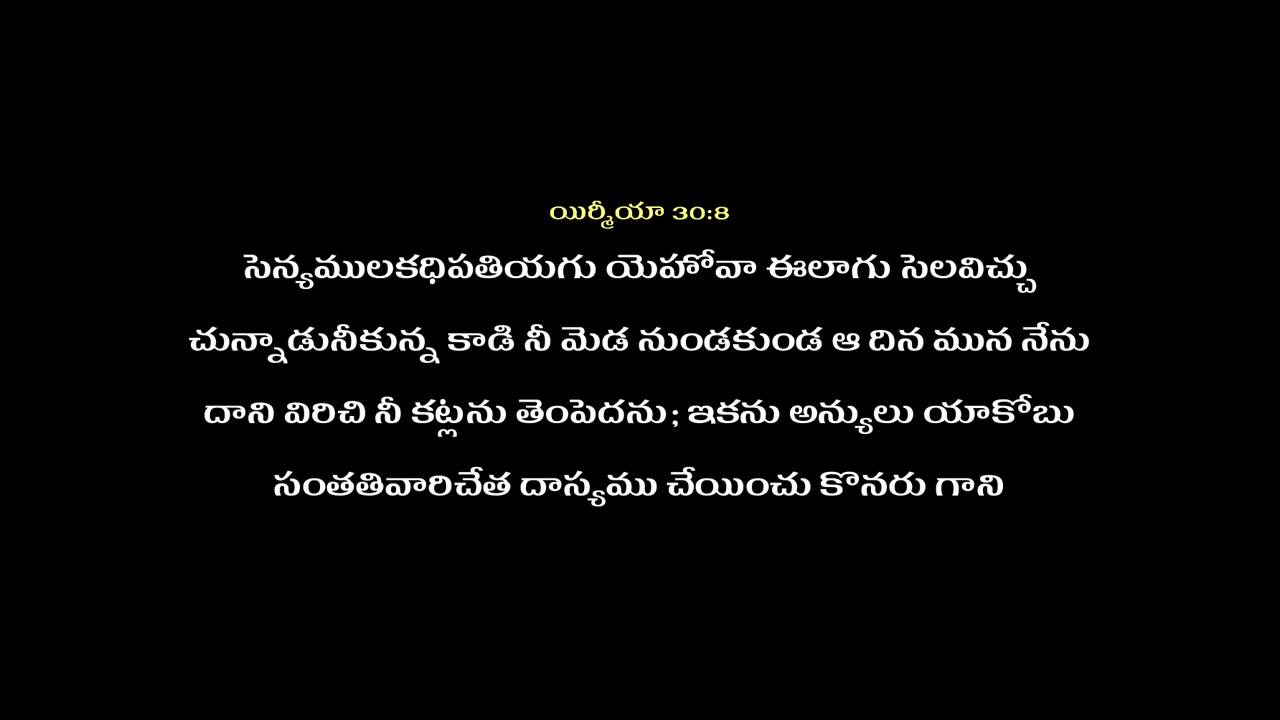 యిర్మీయా 30:8
సెన్యములకధిపతియగు యెహోవా ఈలాగు సెలవిచ్చు
చున్నాడునీకున్న కాడి నీ మెడ నుండకుండ ఆ దిన మున నేను
దాని విరిచి నీ కట్లను తెంపెదను; ఇకను అన్యులు యాకోబు
సంతతివారిచేత దాస్యము చేయించు కొనరు గాని